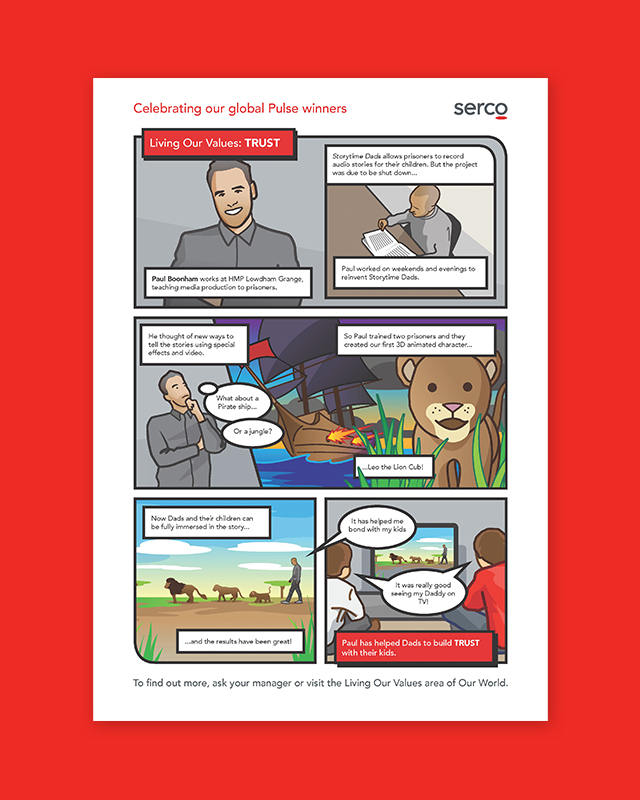 Celebrating our global Pulse winners
serco
Living Our Values: TRUST
Storytime Dads allows prisoners to record
audio stories for their children. But the project
was due to be shut down...
Paul Boonham works at HMP Lowdham Grange,
teaching media production to prisoners.
Paul worked on weekends and evenings to
reinvent Storytime Dads.
He thought of new ways to
tell the stories using special
effects and video.
So Paul trained two prisoners and they
created our first 3D animated character...
What about a
Pirate ship...
Or a jungle?
...Leo the Lion Cub!
Now Dads and their children can
be fully immersed in the story...
...and the results have been great!
It has helped me
bond with my kids
It was really good
seeing my Daddy on
TV!
Paul has helped Dads to build TRUST
with their kids.
To find out more, ask your manager or visit the Living Our Values area of Our World.